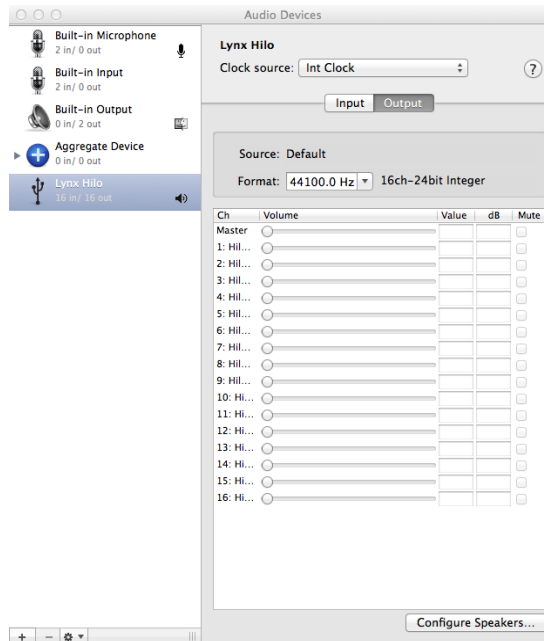 Audio Devices
Built-in Microphone
2 in/ 0 out
Built-in Input
2 in/ 0 out
Built-in Output
0 in/ 2 out
Aggregate Device
0 in/ 0 out
Lynx Hilo
16 in/ 16 out
Lynx Hilo
Clock source: Int Clock ?
Input Output
Source: Default
Format: 44100.0 Hz 16ch-24bit Integer
Ch Volume Value dB Mute
Master
1: Hil...
2: Hil...
3: Hil...
4: Hil...
5: Hil...
6: Hil...
7: Hil...
8: Hil...
9: Hil...
10: Hi...
11: Hi...
12: Hi...
13: Hi...
14: Hi...
15: Hi...
16: Hi...
Configure Speakers...